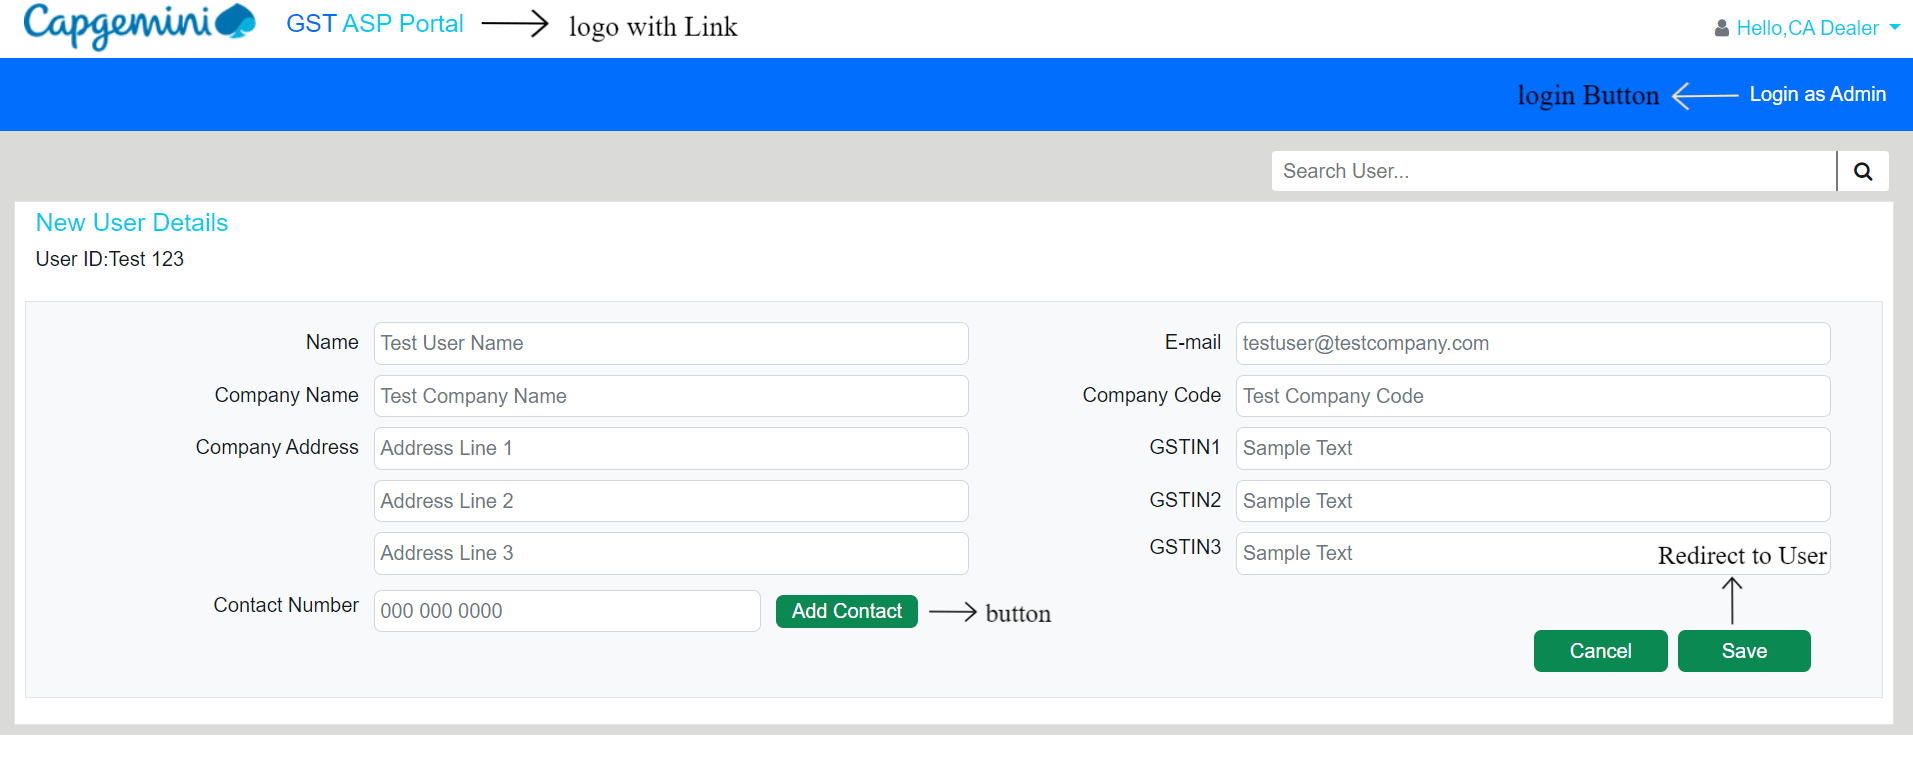 Capgemini GST ASP Portal logo with Link Hello,CA Dealer
login Button Login as Admin
Search User...
New User Details
User ID:Test 123
Name Test User Name E-mail testuser@testcompany.com
Company Name Test Company Name Company Code Test Company Code
Company Address Address Line 1 GSTIN1 Sample Text
Address Line 2 GSTIN2 Sample Text
Address Line 3 GSTIN3 Sample Text Redirect to User
Contact Number 000 000 0000 Add Contact button
Cancel Save